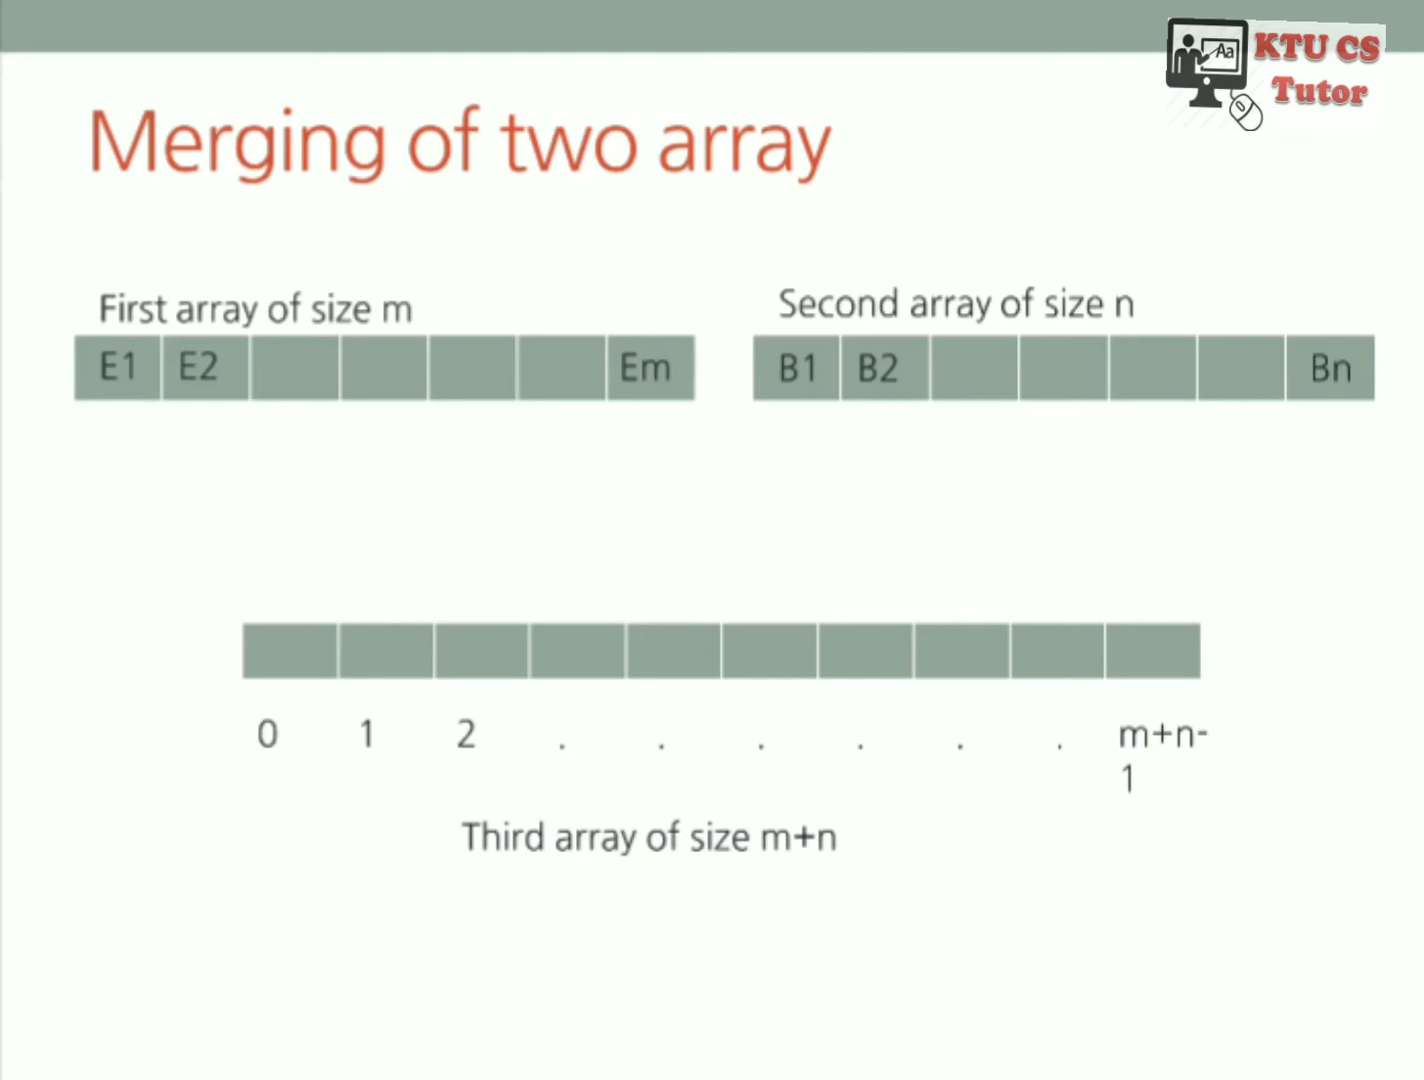 Aa
KTU CS
Tutor
Merging of two array
First array of size m
Second array of size n
E1 E2 Em
B1 B2 Bn
0 1 2 . . . . . . m+n-
1
Third array of size m+n